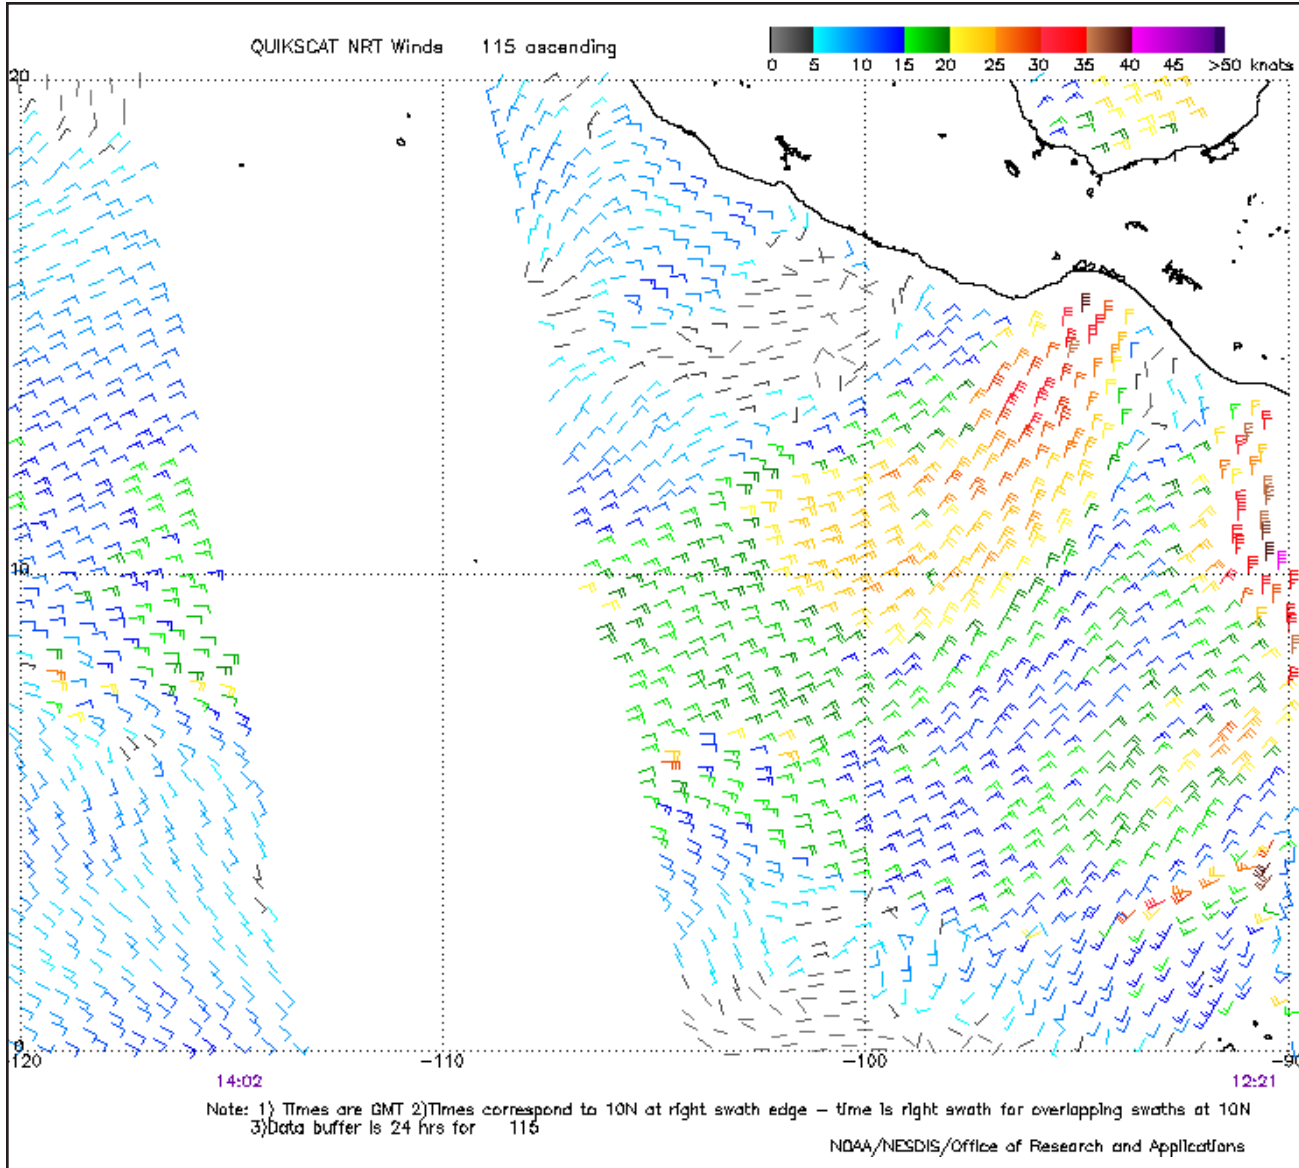 QUIKSCAT NRT Winds 115 ascending
0 5 10 15 20 25 30 35 40 45 >50 knots
20
10
0
-120 -110 -100 -90
14:02 12:21
Note: 1) Times are GMT 2)Times correspond to 10N at right swath edge - time is right swath for overlapping swaths at 10N
3)Data buffer is 24 hrs for 115
NOAA/NESDIS/Office of Research and Applications